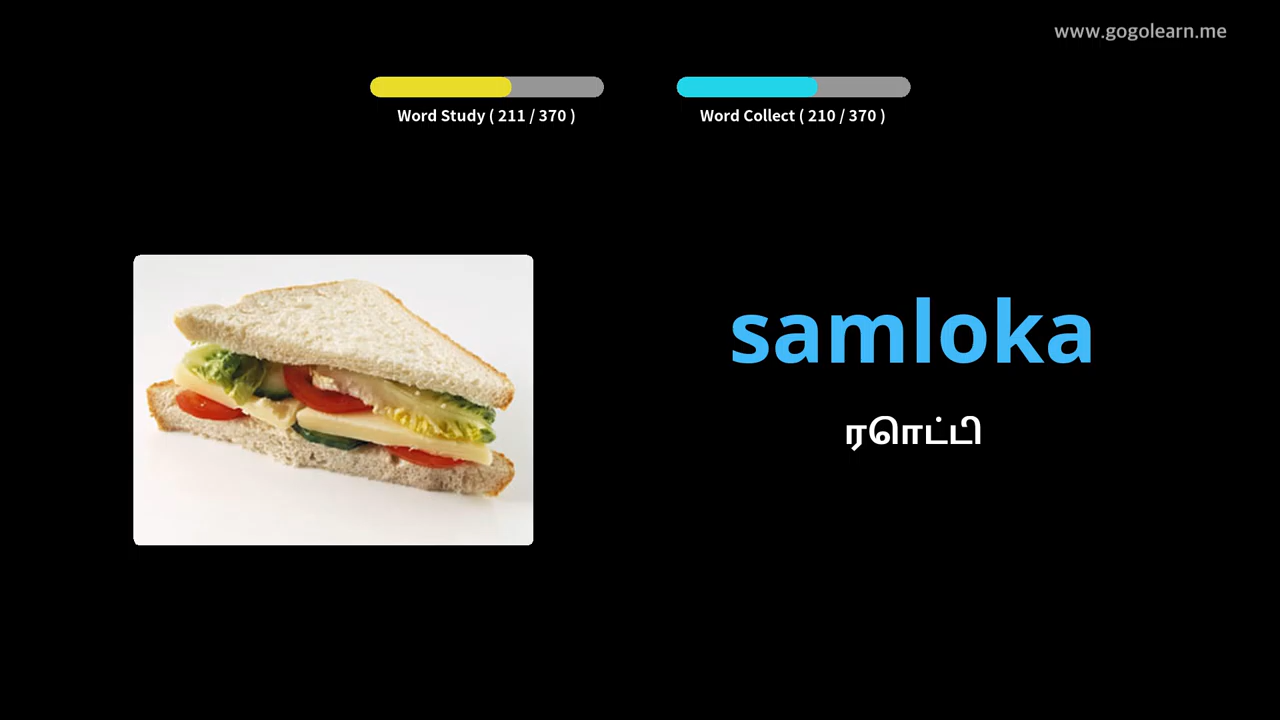 www.gogolearn.me
Word Study ( 211 / 370 )
Word Collect ( 210 / 370 )
samloka
ரொட்டி